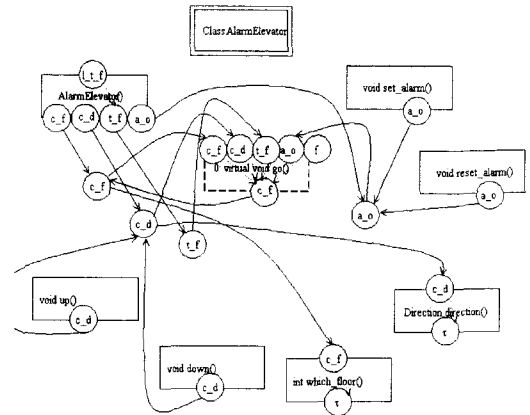 Class AlarmElevator
l_t_f
AlarmElevator()
c_f c_d t_f a_o
void set_alarm()
a_o
c_f c_d t_f a_o f
0: virtual void go()
c_f
void reset_alarm()
a_o
c_f
a_o
c_d
t_f
c_d
Direction direction()
r
void up()
c_d
c_f
int which_floor()
r
void down()
c_d